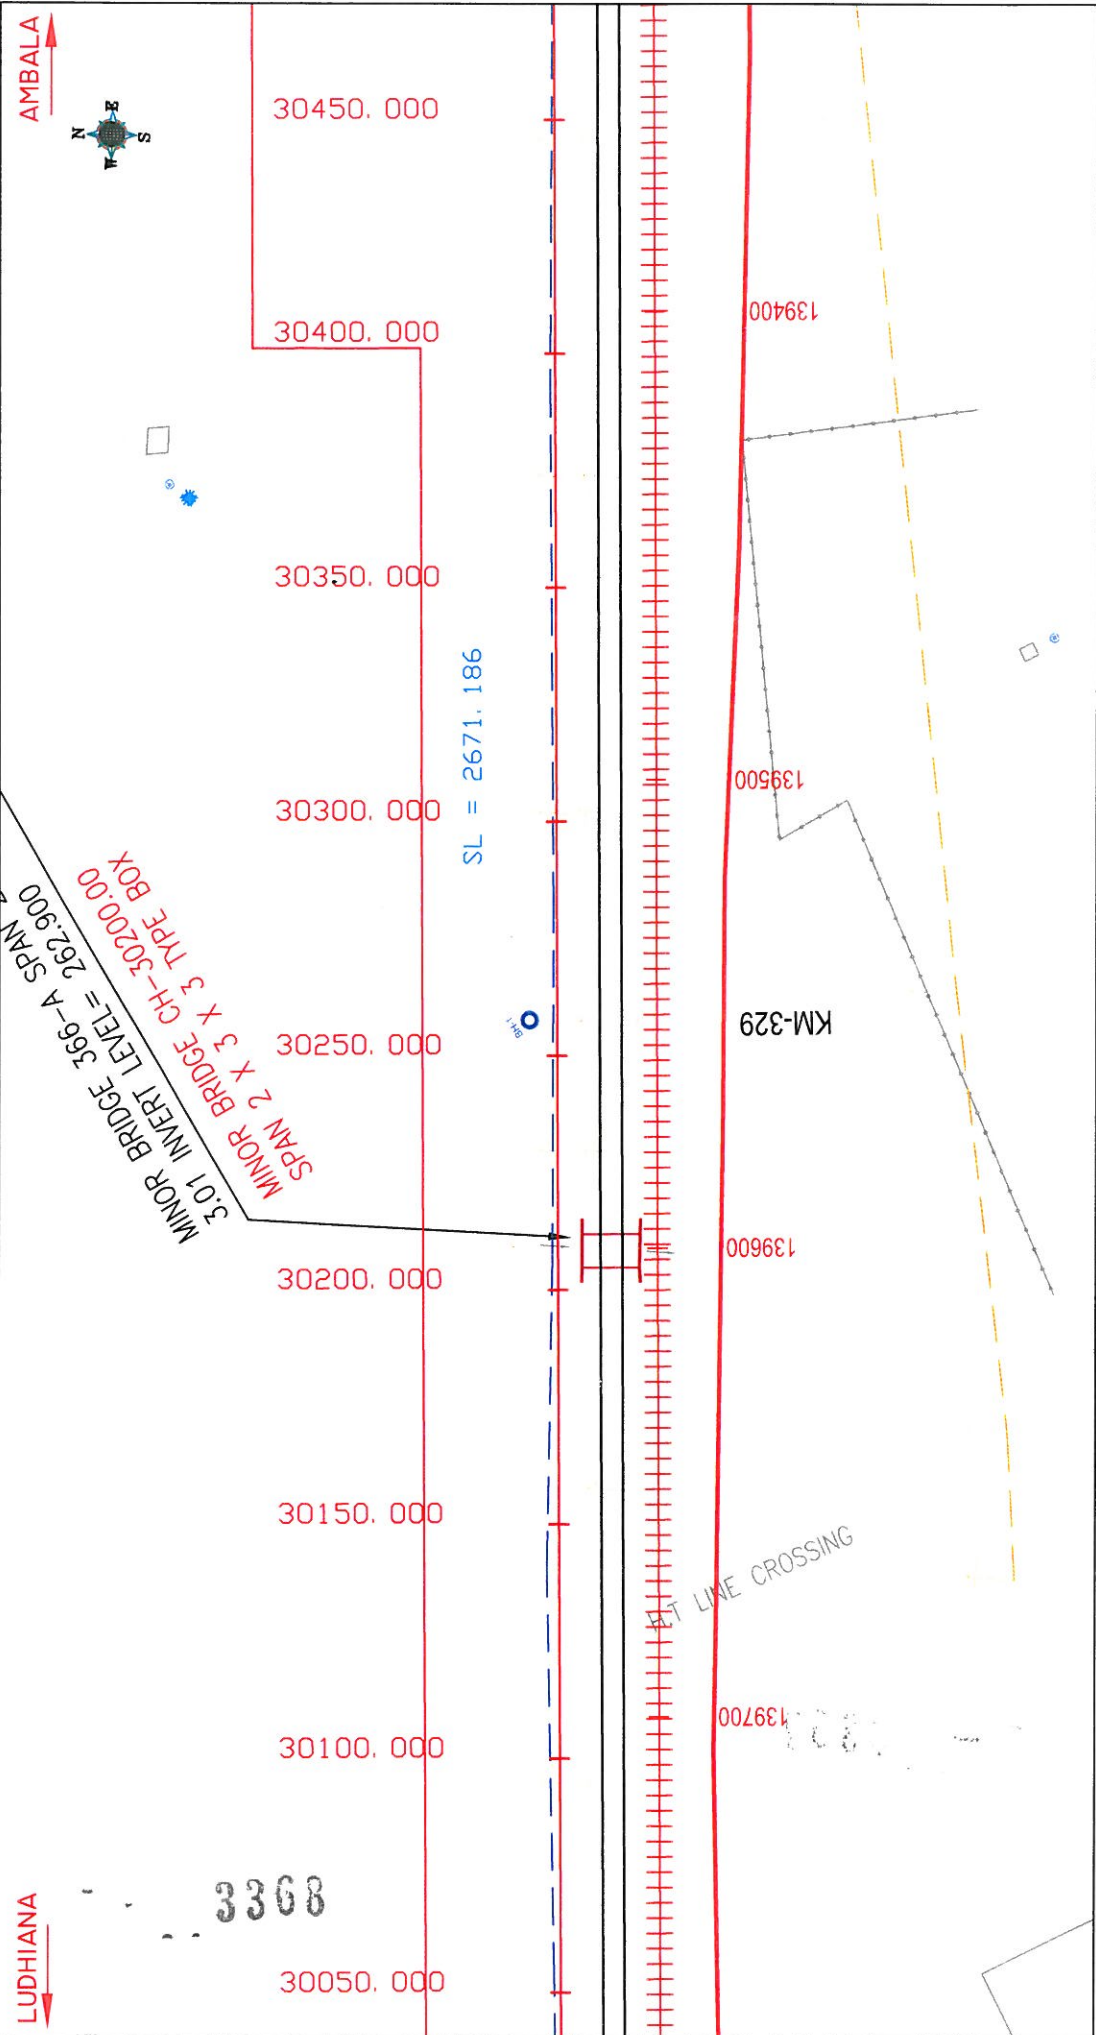 AMBALA
N
E
W
S
30450.000
30400.000
139400
30350.000
SL = 2671.186
139500
30300.000
MINOR BRIDGE 366-A SPAN
3.01 INVERT LEVEL= 262.900
MINOR BRIDGE CH-30200.00
SPAN 2 X 3 X 3 TYPE BOX
BH-1
KM-329
30250.000
139600
30200.000
30150.000
H.T LINE CROSSING
139700
30100.000
3368
LUDHIANA
30050.000